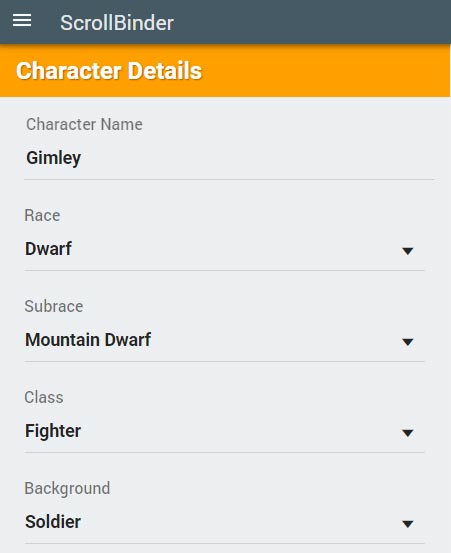 ScrollBinder
Character Details
Character Name
Gimley
Race
Dwarf
Subrace
Mountain Dwarf
Class
Fighter
Background
Soldier